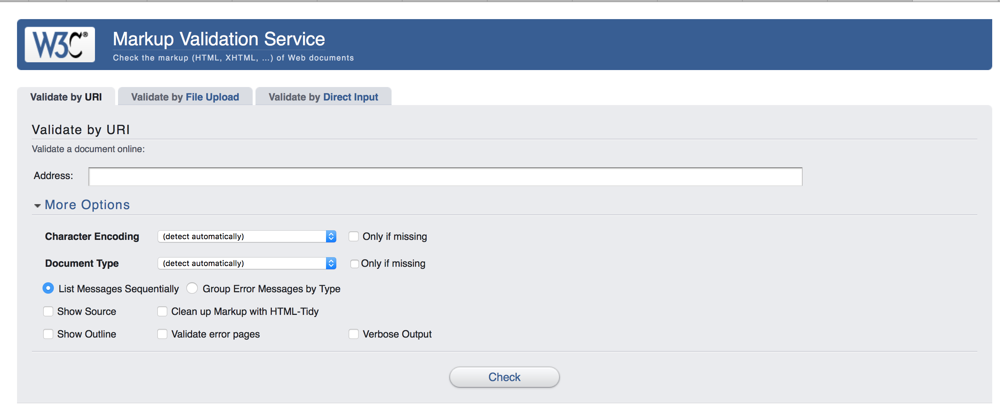 W3C®
Markup Validation Service
Check the markup (HTML, XHTML, ...) of Web documents
Validate by URI Validate by File Upload Validate by Direct Input
Validate by URI
Validate a document online:
Address:
More Options
Character Encoding (detect automatically) Only if missing
Document Type (detect automatically) Only if missing
List Messages Sequentially Group Error Messages by Type
Show Source Clean up Markup with HTML-Tidy
Show Outline Validate error pages Verbose Output
Check